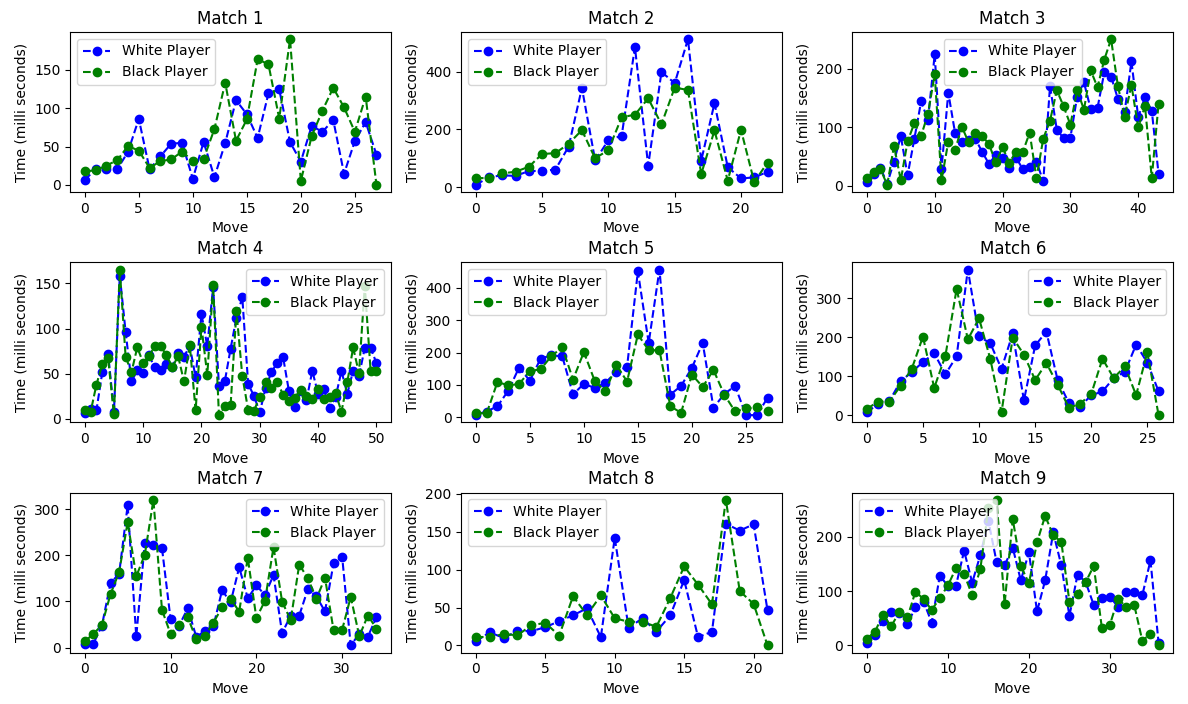 Match 1
Time (milli seconds)
150
100
50
0
White Player
Black Player
0 5 10 15 20 25
Move
Match 2
Time (milli seconds)
400
200
0
White Player
Black Player
0 5 10 15 20
Move
Match 3
Time (milli seconds)
200
100
0
White Player
Black Player
0 10 20 30 40
Move
Match 4
Time (milli seconds)
150
100
50
0
White Player
Black Player
0 10 20 30 40 50
Move
Match 5
Time (milli seconds)
400
300
200
100
0
White Player
Black Player
0 5 10 15 20 25
Move
Match 6
Time (milli seconds)
300
200
100
0
White Player
Black Player
0 5 10 15 20 25
Move
Match 7
Time (milli seconds)
300
200
100
0
White Player
Black Player
0 10 20 30
Move
Match 8
Time (milli seconds)
200
150
100
50
0
White Player
Black Player
0 5 10 15 20
Move
Match 9
Time (milli seconds)
200
100
0
White Player
Black Player
0 10 20 30
Move